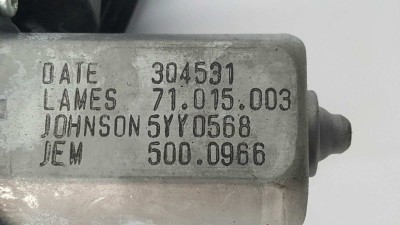 DATE 304531
LAMES 71.015.003
JOHNSON 5YY0568
JEM 500.0966